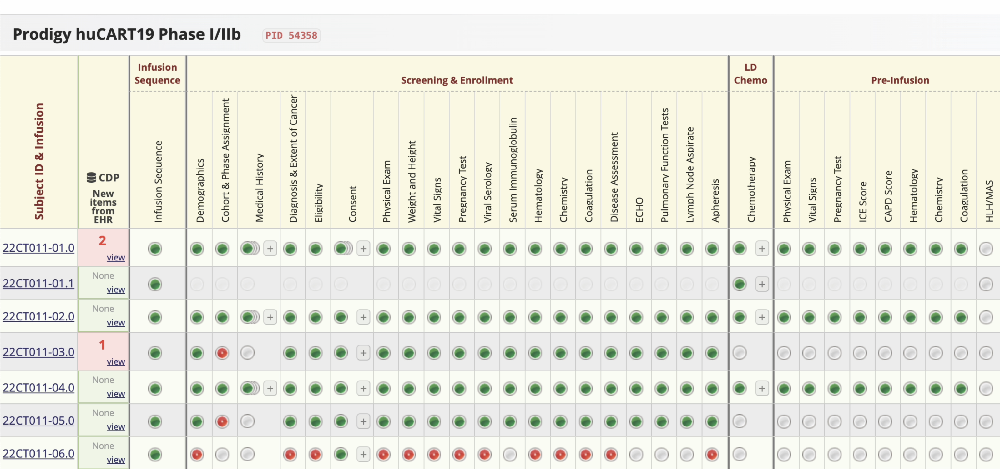 Prodigy huCART19 Phase I/IIb PID 54358
Subject ID & Infusion
CDP
New
items
from
EHR
Infusion
Sequence
Infusion Sequence
Screening & Enrollment
Demographics
Cohort & Phase Assignment
Medical History
Diagnosis & Extent of Cancer
Eligibility
Consent
Physical Exam
Weight and Height
Vital Signs
Pregnancy Test
Viral Serology
Serum Immunoglobulin
Hematology
Chemistry
Coagulation
Disease Assessment
ECHO
Pulmonary Function Tests
Lymph Node Aspirate
Apheresis
LD
Chemo
Chemotherapy
Pre-Infusion
Physical Exam
Vital Signs
Pregnancy Test
ICE Score
CAPD Score
Hematology
Chemistry
Coagulation
HLH/MAS
22CT011-01.0
2
view
+ + +
22CT011-01.1
None
view
+
22CT011-02.0
None
view
+ + +
22CT011-03.0
1
view
+
22CT011-04.0
None
view
+ + +
22CT011-05.0
None
view
+
22CT011-06.0
None
view
+